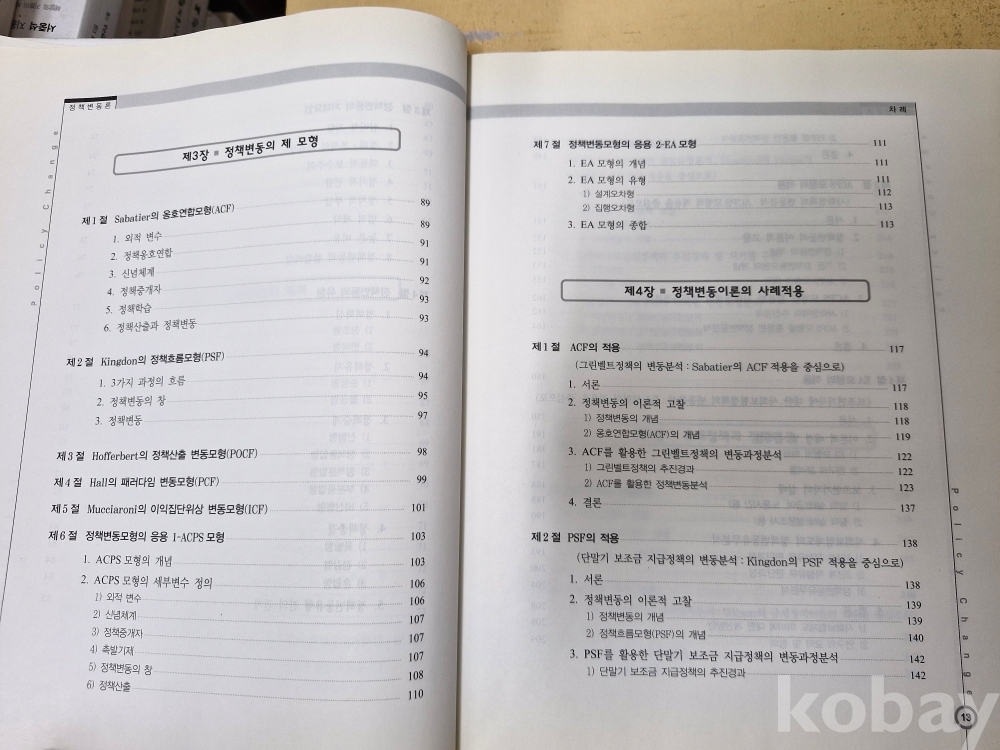 정책변동론
Policy Change
제3장 ■ 정책변동의 제 모형
제1절 Sabatier의 옹호연합모형(ACF) 89
1. 외적 변수 89
2. 정책옹호연합 91
3. 신념체계 91
4. 정책중개자 92
5. 정책학습 93
6. 정책산출과 정책변동 93
제2절 Kingdon의 정책흐름모형(PSF) 94
1. 3가지 과정의 흐름 94
2. 정책변동의 창 95
3. 정책변동 97
제3절 Hofferbert의 정책산출 변동모형(POCF) 98
제4절 Hall의 패러다임 변동모형(PCF) 99
제5절 Mucciaroni의 이익집단위상 변동모형(ICF) 101
제6절 정책변동모형의 응용 1-ACPS 모형 103
1. ACPS 모형의 개념 103
2. ACPS 모형의 세부변수 정의 106
1) 외적 변수 106
2) 신념체계 107
3) 정책중개자 107
4) 촉발기제 107
5) 정책변동의 창 108
6) 정책산출 110
차례
제7절 정책변동모형의 응용 2-EA 모형 111
1. EA 모형의 개념 111
2. EA 모형의 유형 111
1) 설계오차형 112
2) 집행오차형 113
3. EA 모형의 종합 113
제4장 ■ 정책변동이론의 사례적용
제1절 ACF의 적용 117
(그린벨트정책의 변동분석 : Sabatier의 ACF 적용을 중심으로)
1. 서론 117
2. 정책변동의 이론적 고찰 118
1) 정책변동의 개념 118
2) 옹호연합모형(ACF)의 개념 119
3. ACF를 활용한 그린벨트정책의 변동과정분석 122
1) 그린벨트정책의 추진경과 122
2) ACF를 활용한 정책변동분석 123
4. 결론 137
제2절 PSF의 적용 138
(단말기 보조금 지급정책의 변동분석 : Kingdon의 PSF 적용을 중심으로)
1. 서론 138
2. 정책변동의 이론적 고찰 139
1) 정책변동의 개념 139
2) 정책흐름모형(PSF)의 개념 140
3. PSF를 활용한 단말기 보조금 지급정책의 변동과정분석 142
1) 단말기 보조금 지급정책의 추진경과 142
Policy Change
13
kobay